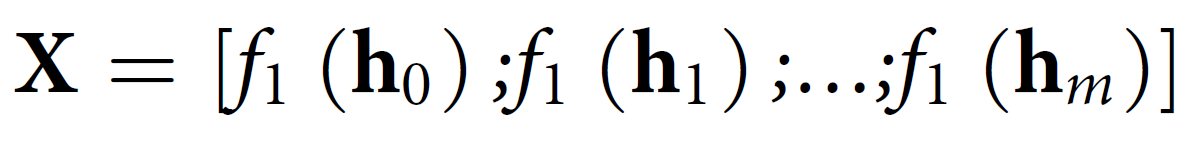 X = [f₁ (h₀) ;f₁ (h₁) ;...;f₁ (hₘ)]